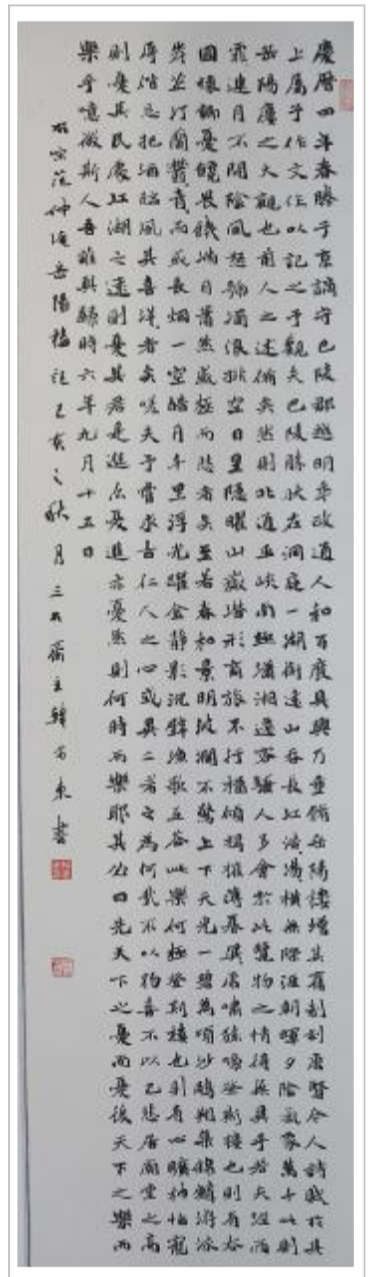 慶曆四年春滕子京謫守巴陵郡越明年政通人和百廢具興乃重修岳陽樓增其舊制刻唐賢今人詩賦於其
上屬予作文以記之予觀夫巴陵勝狀在洞庭一湖銜遠山吞長江浩浩湯湯橫無際涯朝暉夕陰氣象萬千此則
岳陽樓之大觀也前人之述備矣然則北通巫峽南極瀟湘遷客騷人多會於此覽物之情得無異乎若夫淫雨
霏霏連月不開陰風怒號濁浪排空日星隱曜山嶽潛形商旅不行檣傾楫摧薄暮冥冥虎嘯猿啼登斯樓也則有去
國懷鄉憂讒畏譏滿目蕭然感極而悲者矣至若春和景明波瀾不驚上下天光一碧萬頃沙鷗翔集錦鱗游泳
岸芷汀蘭鬱鬱青青而或長煙一空皓月千里浮光躍金靜影沉璧漁歌互答此樂何極登斯樓也則有心曠神怡寵
辱偕忘把酒臨風其喜洋洋者矣嗟夫予嘗求古仁人之心或異二者之為何哉不以物喜不以己悲居廟堂之高
則憂其民處江湖之遠則憂其君是進亦憂退亦憂然則何時而樂耶其必曰先天下之憂而憂後天下之樂而
樂乎噫微斯人吾誰與歸時六年九月十五日
右范仲淹岳陽樓記己亥之秋月三石齋主韓東書